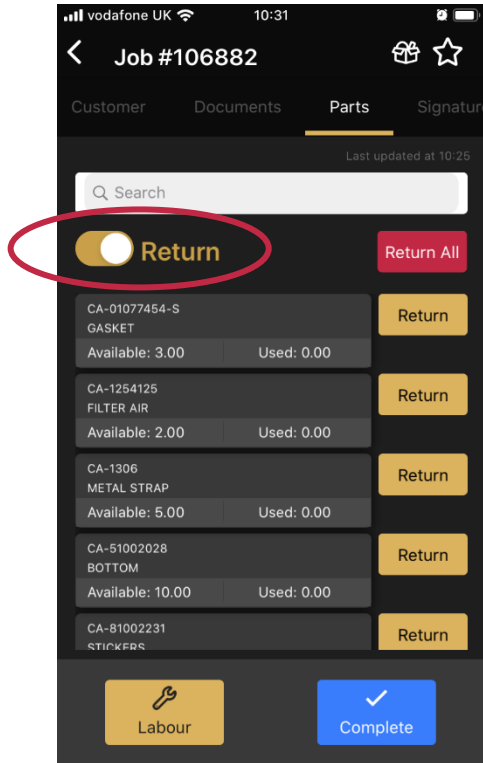 vodafone UK 10:31
Job #106882
Customer Documents Parts Signatur
Last updated at 10:25
Search
Return
Return All
CA-01077454-S
GASKET
Return
Available: 3.00 Used: 0.00
CA-1254125
FILTER AIR
Return
Available: 2.00 Used: 0.00
CA-1306
METAL STRAP
Return
Available: 5.00 Used: 0.00
CA-51002028
BOTTOM
Return
Available: 10.00 Used: 0.00
CA-81002231
STICKERS
Return
Labour
Complete